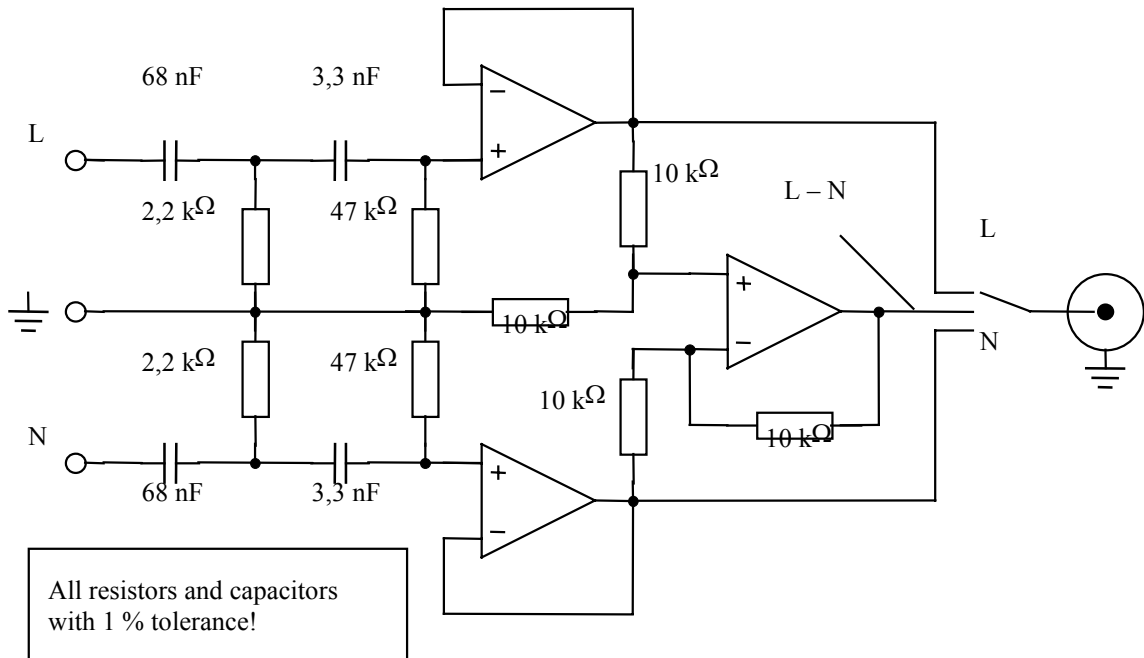 68 nF 3,3 nF
L
2,2 kΩ 47 kΩ
10 kΩ
L – N
L
10 kΩ
N
2,2 kΩ 47 kΩ
10 kΩ
10 kΩ
N
68 nF 3,3 nF
All resistors and capacitors
with 1 % tolerance!